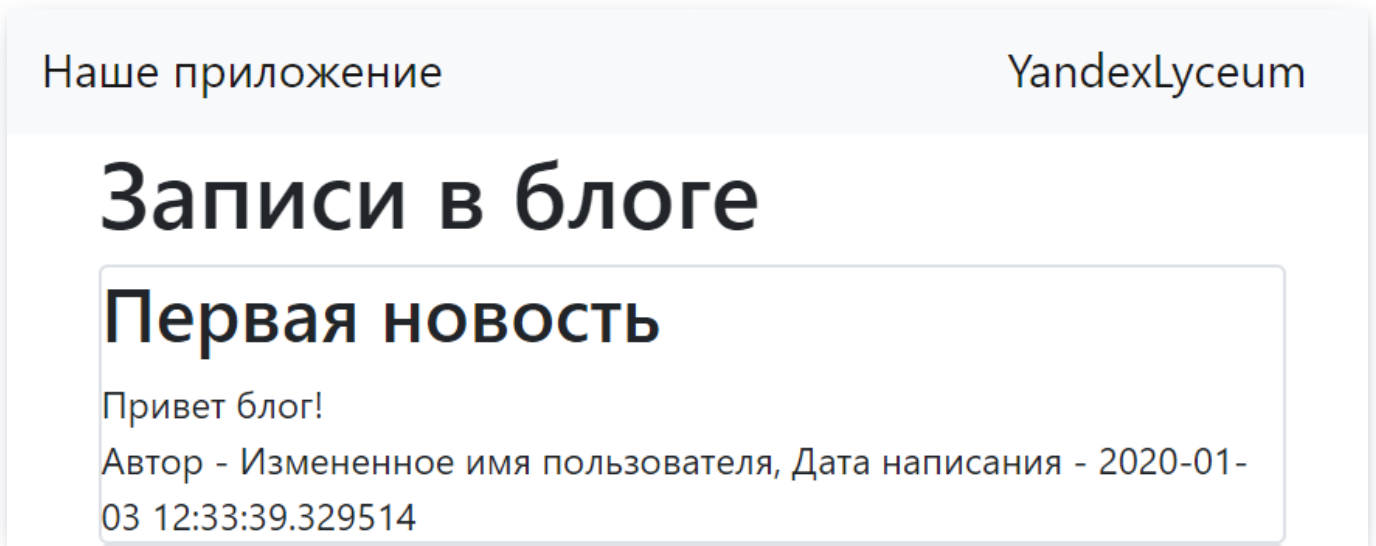 Наше приложение YandexLyceum
Записи в блоге
Первая новость
Привет блог!
Автор - Измененное имя пользователя, Дата написания - 2020-01-
03 12:33:39.329514